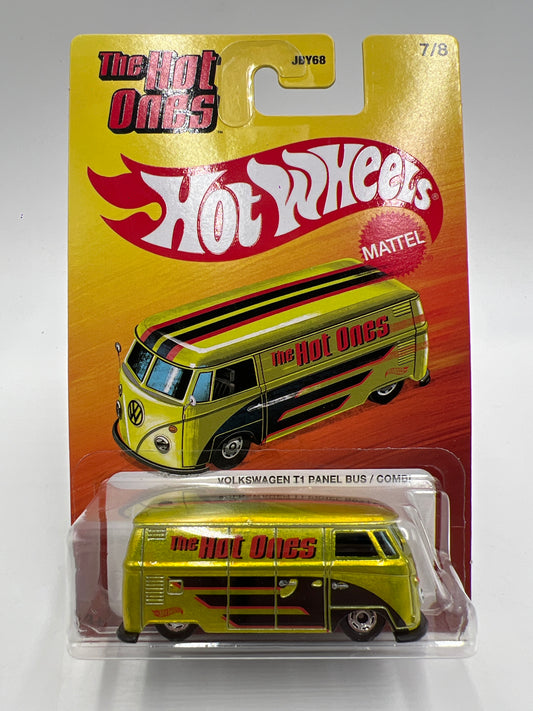 The Hot
Ones™
JBY68
7/8
Hot Wheels®
MATTEL
The Hot Ones
VOLKSWAGEN T1 PANEL BUS / COMBI
The Hot Ones